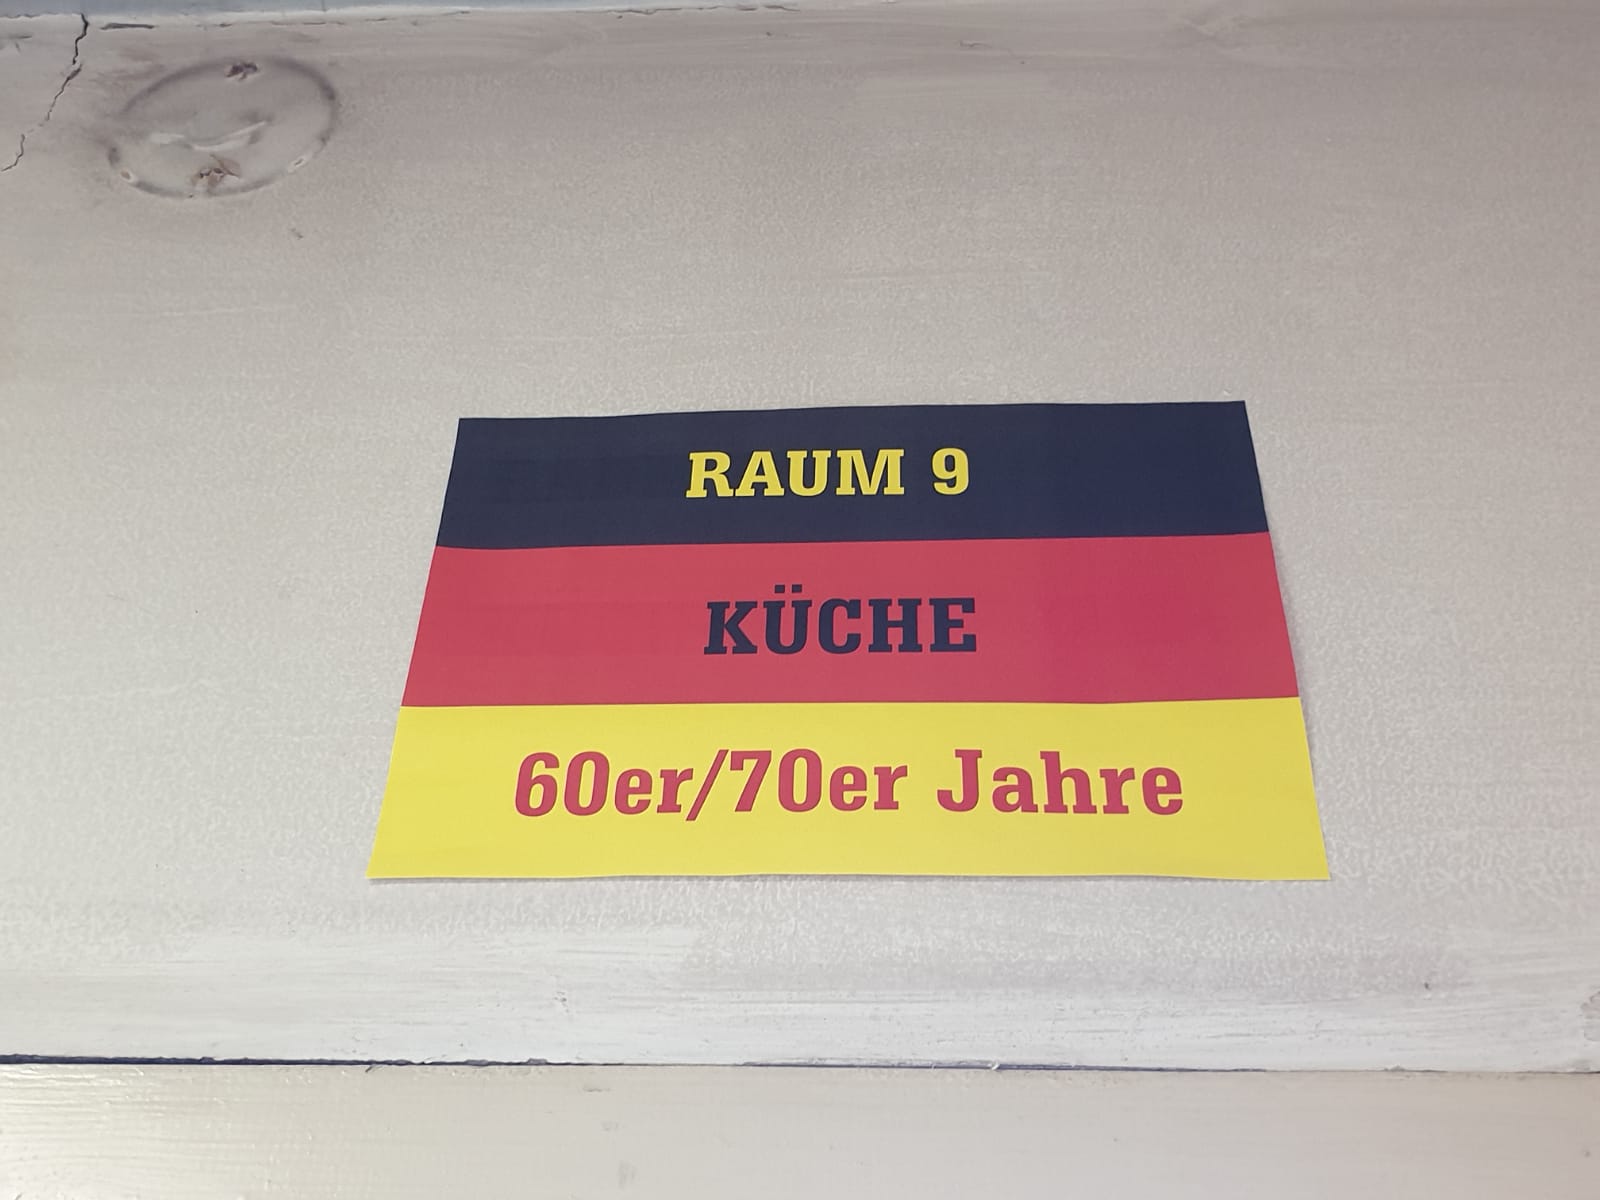 RAUM 9
KÜCHE
60er/70er Jahre